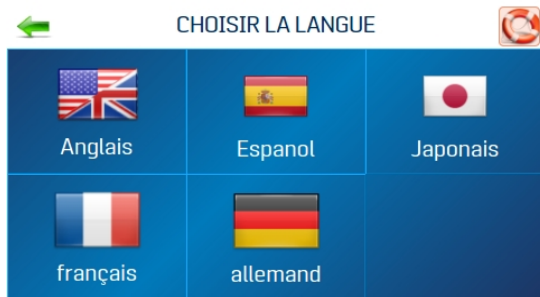 CHOISIR LA LANGUE
Anglais
Espanol
Japonais
français
allemand